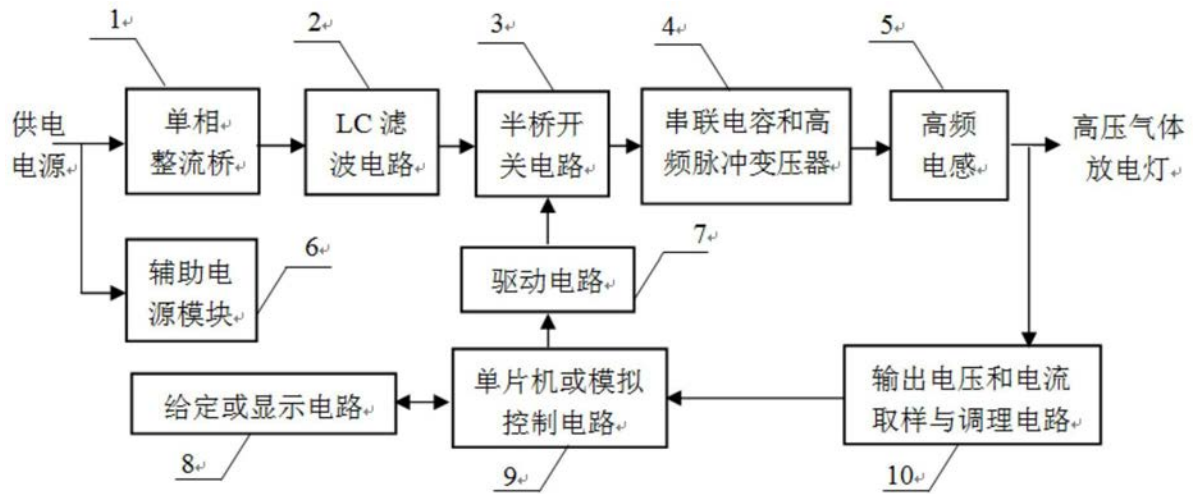 1
2
3
4
5
供电
电源
单相
整流桥
LC 滤
波电路
半桥开
关电路
串联电容和高
频脉冲变压器
高频
电感
高压气体
放电灯
6
7
辅助电
源模块
驱动电路
给定或显示电路
单片机或模拟
控制电路
输出电压和电流
取样与调理电路
8
9
10